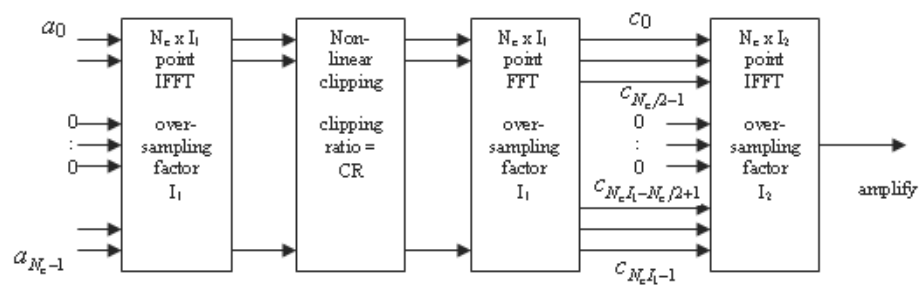 a0
0
:
0
aNc–1
Nc x I1
point
IFFT
over-
sampling
factor
I1
Non-
linear
clipping
clipping
ratio =
CR
Nc x I1
point
FFT
over-
sampling
factor
I1
c0
cNc/2–1
0
:
0
cNcI1–Nc/2+1
cNcI1–1
Nc x I2
point
IFFT
over-
sampling
factor
I2
amplify